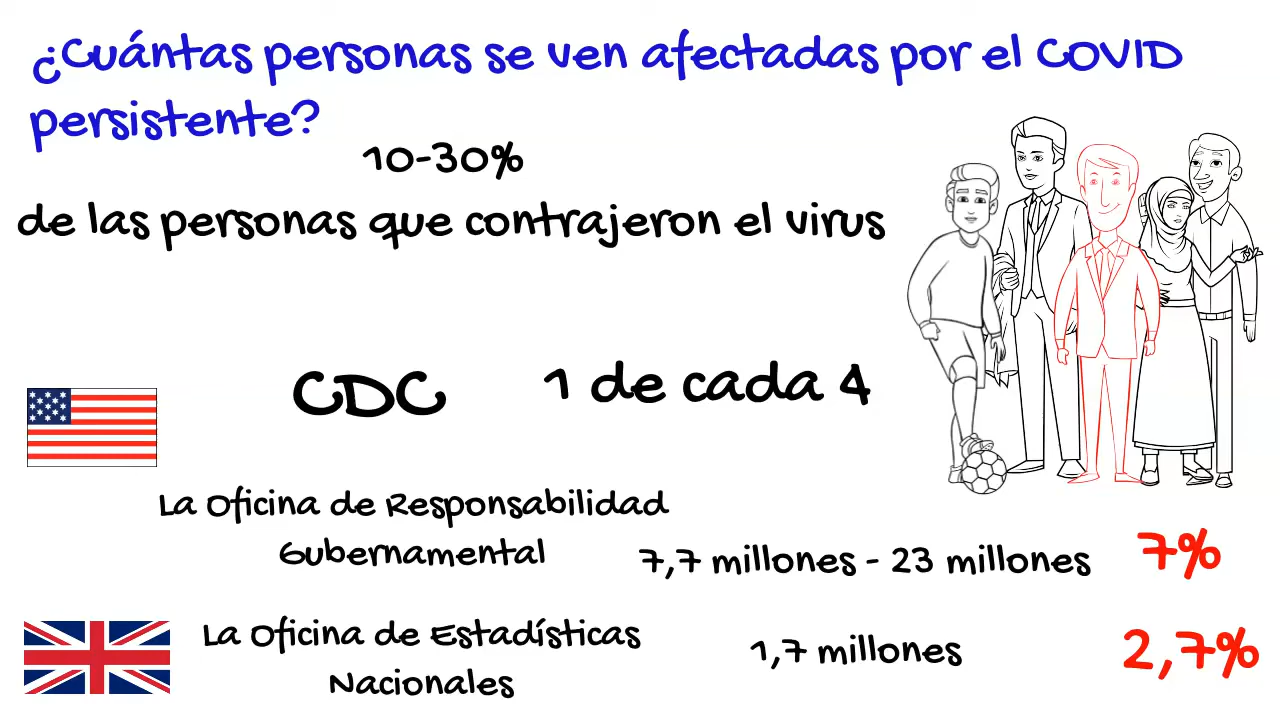 ¿Cuántas personas se ven afectadas por el COVID
persistente?
10-30%
de las personas que contrajeron el virus
CDC
1 de cada 4
La Oficina de Responsabilidad
Gubernamental
7,7 millones - 23 millones
7%
La Oficina de Estadísticas
Nacionales
1,7 millones
2,7%